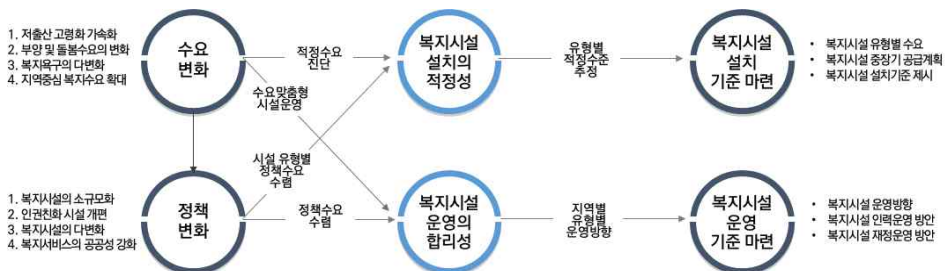 1. 저출산 고령화 가속화
2. 부양 및 돌봄수요의 변화
3. 복지욕구의 다변화
4. 지역중심 복지수요 확대
수요
변화
적정수요
진단
수요맞춤형
시설운영
복지시설
설치의
적정성
유형별
적정수준
추정
복지시설
설치
기준 마련
• 복지시설 유형별 수요
• 복지시설 중장기 공급계획
• 복지시설 설치기준 제시
1. 복지시설의 소규모화
2. 인권친화 시설 개편
3. 복지시설의 다변화
4. 복지서비스의 공공성 강화
정책
변화
시설 유형별
정책수요
수렴
정책수요
수렴
복지시설
운영의
합리성
지역별
유형별
운영방향
복지시설
운영
기준 마련
• 복지시설 운영방향
• 복지시설 인력운영 방안
• 복지시설 재정운영 방안